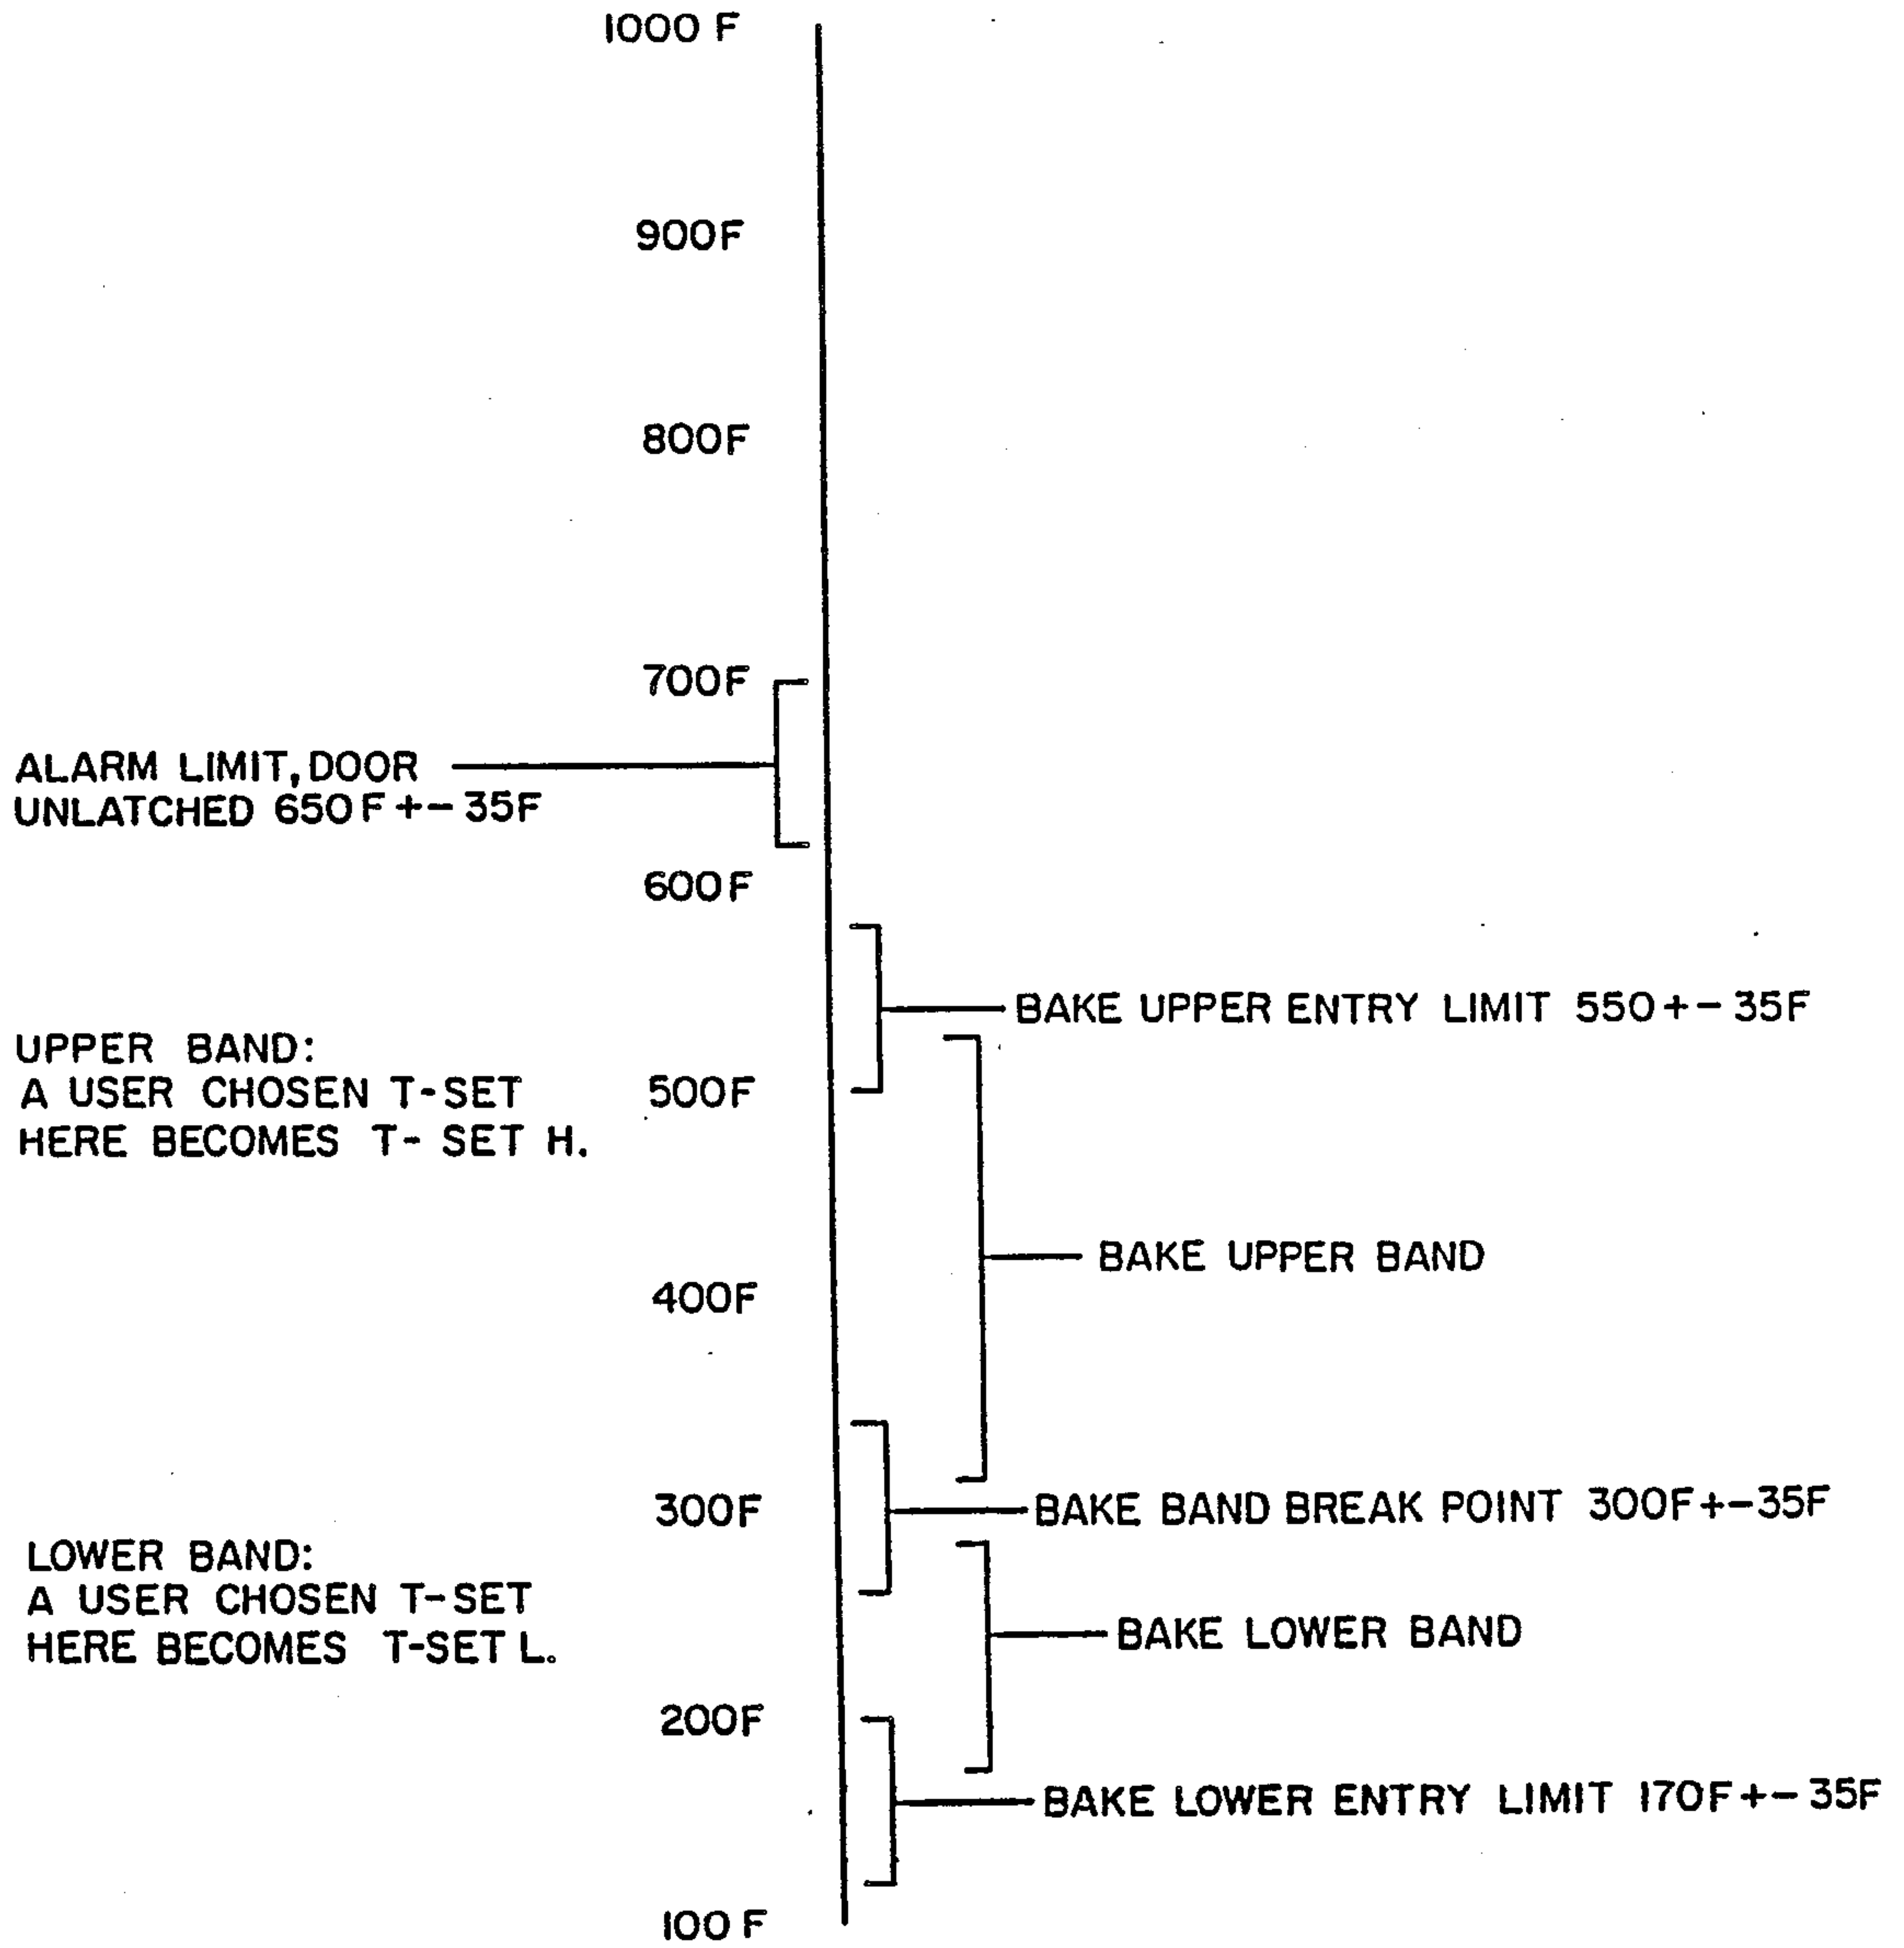 1000 F
900F
800F
700F
ALARM LIMIT, DOOR
UNLATCHED 650F +- 35F
600F
BAKE UPPER ENTRY LIMIT 550 +- 35F
UPPER BAND:
A USER CHOSEN T-SET
HERE BECOMES T- SET H.
500F
BAKE UPPER BAND
400F
300F
BAKE BAND BREAK POINT 300F+-35F
LOWER BAND:
A USER CHOSEN T-SET
HERE BECOMES T-SET L.
BAKE LOWER BAND
200F
BAKE LOWER ENTRY LIMIT 170F +- 35F
100 F